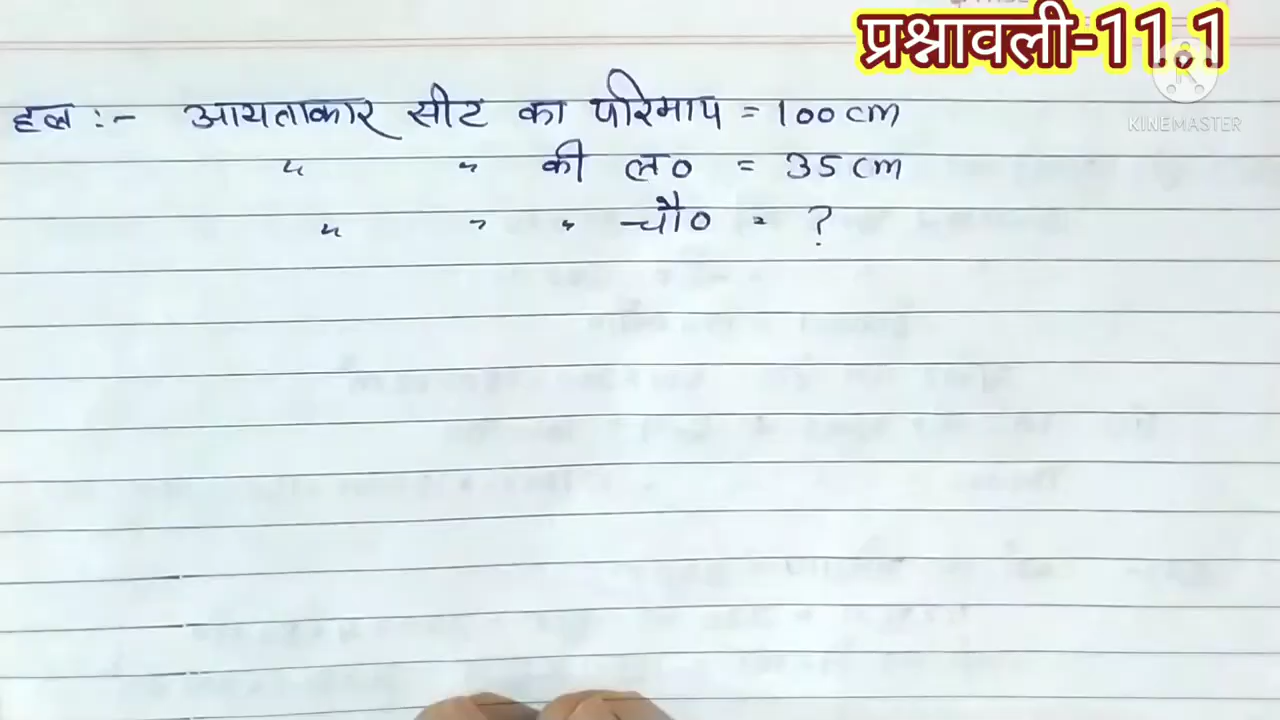 प्रश्नावली-11.1
KINEMASTER
हल :- आयताकार सीट का परिमाप = 100 cm
" " की ल० = 35 cm
" " " चौ० = ?